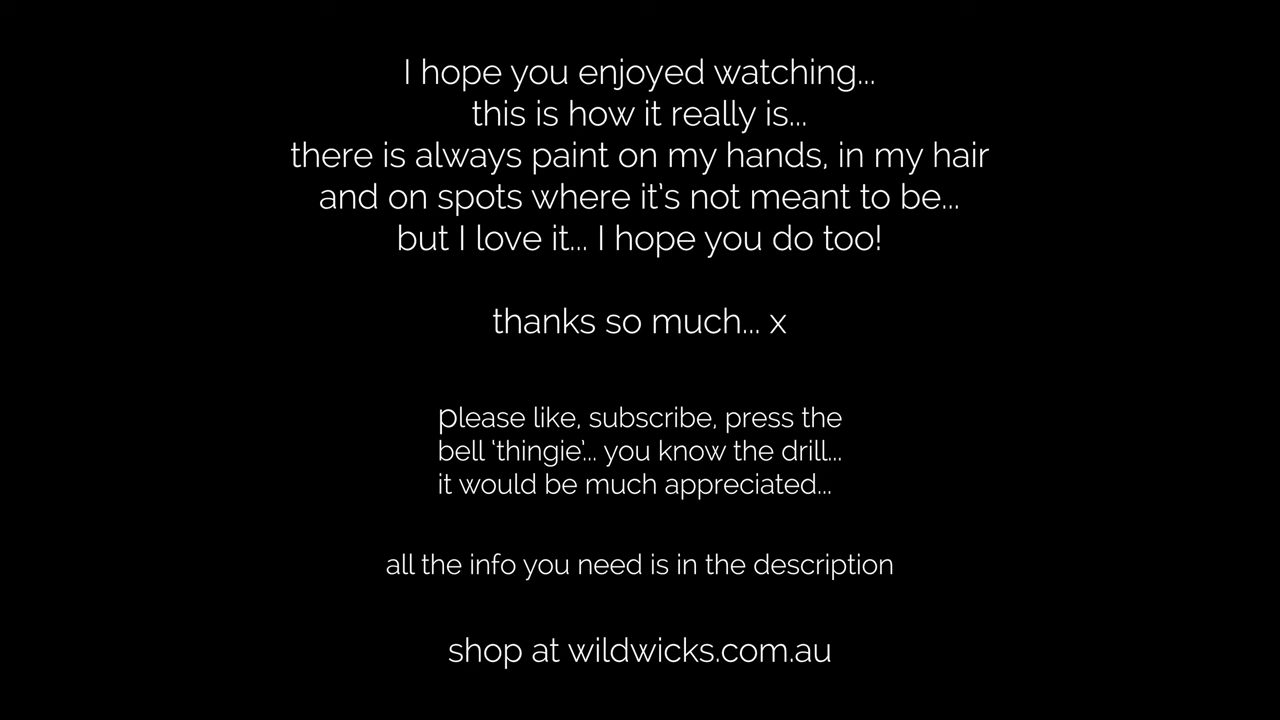 I hope you enjoyed watching...
this is how it really is...
there is always paint on my hands, in my hair
and on spots where it's not meant to be...
but I love it... I hope you do too!
thanks so much... x
please like, subscribe, press the
bell 'thingie'... you know the drill...
it would be much appreciated...
all the info you need is in the description
shop at wildwicks.com.au